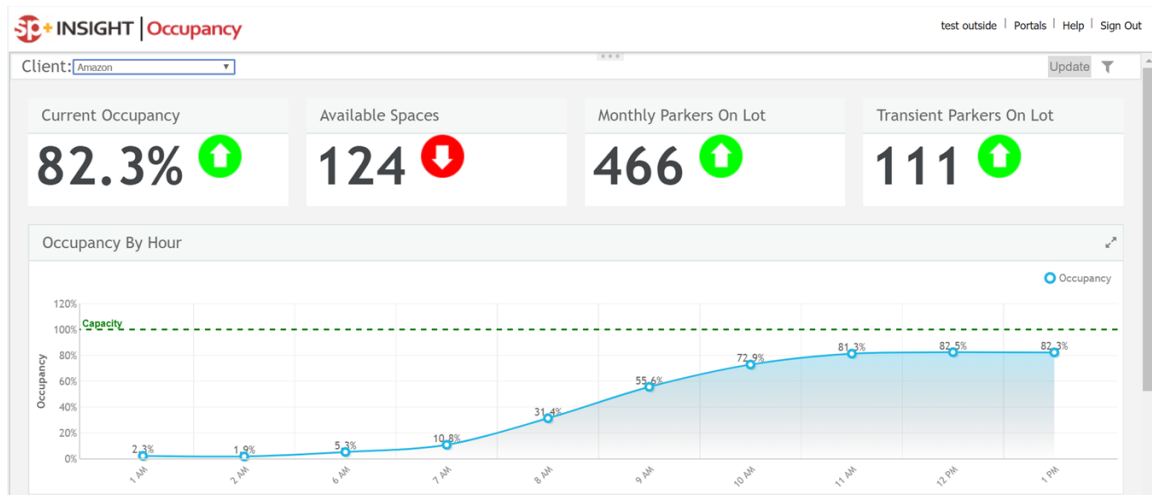 sp+ INSIGHT | Occupancy
test outside | Portals | Help | Sign Out
Client: Amazon
Update
Current Occupancy
82.3%
Available Spaces
124
Monthly Parkers On Lot
466
Transient Parkers On Lot
111
Occupancy By Hour
Occupancy
120%
100%
80%
60%
40%
20%
0%
Occupancy
Capacity
2.3%
1.9%
5.3%
10.8%
31.4%
55.6%
72.9%
81.3%
82.5%
82.3%
1 AM
2 AM
6 AM
7 AM
8 AM
9 AM
10 AM
11 AM
12 PM
1 PM